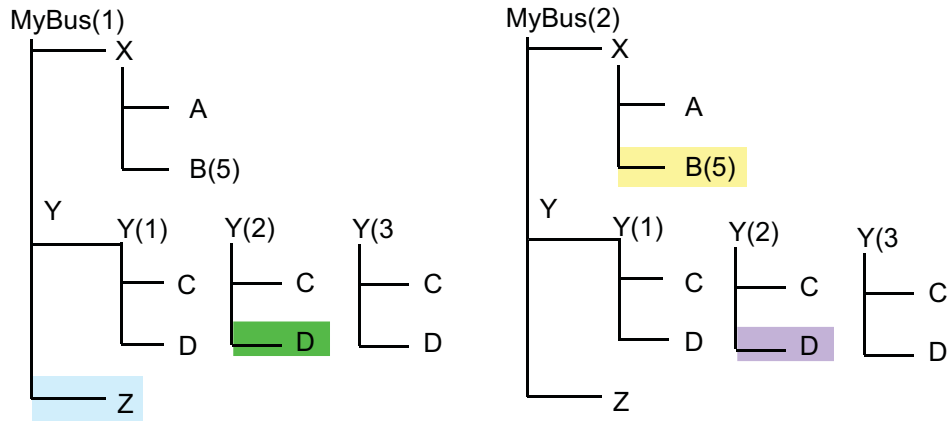 MyBus(1)
X
A
B(5)
Y
Y(1)
Y(2)
Y(3
C
C
C
D
D
D
Z
MyBus(2)
X
A
B(5)
Y
Y(1)
Y(2)
Y(3
C
C
C
D
D
D
Z